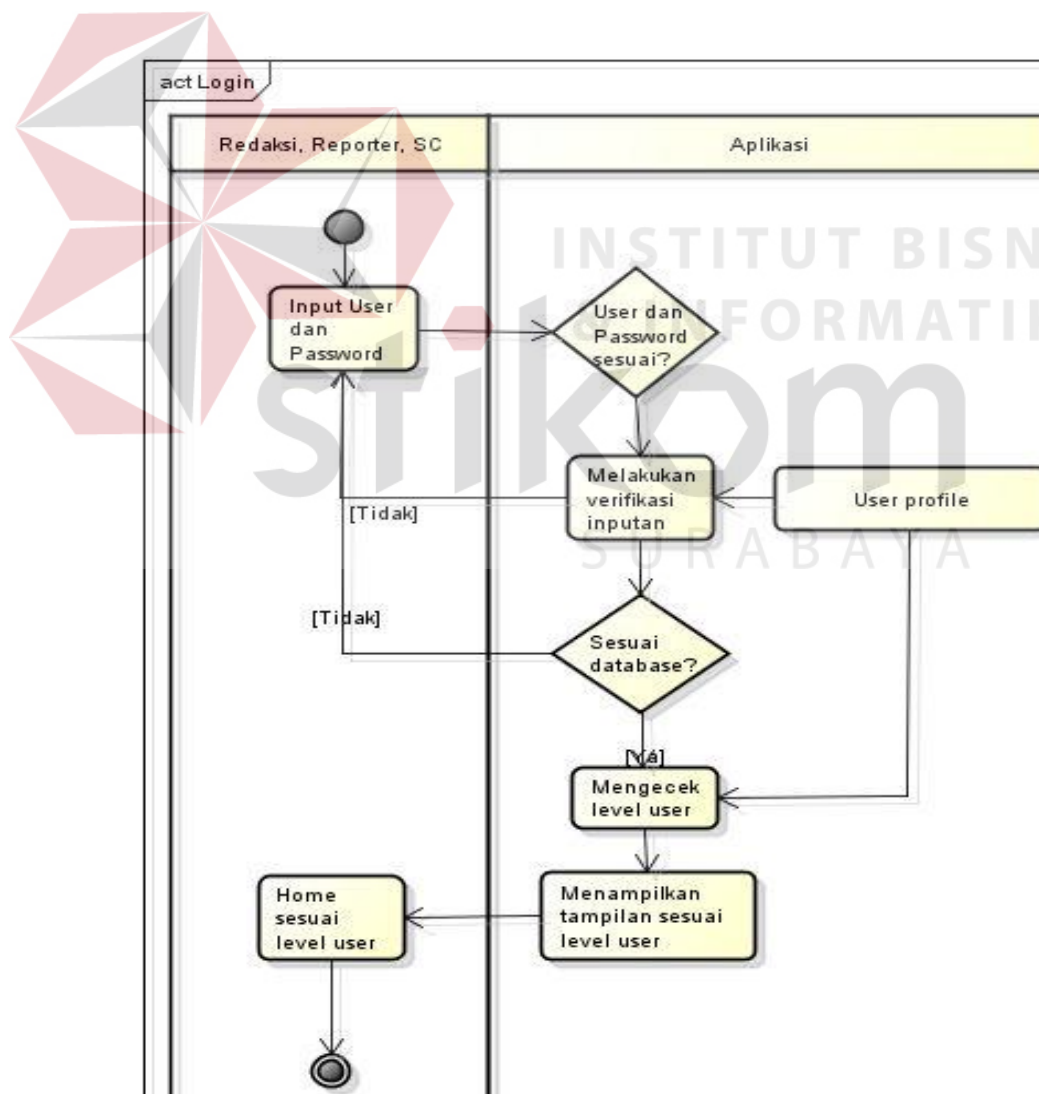 act Login
Redaksi, Reporter, SC
Aplikasi
INSTITUT BISN
& INFORMATI
stikom
SURABAYA
Input User
dan
Password
User dan
Password
sesuai?
Melakukan
verifikasi
inputan
User profile
[Tidak]
[Tidak]
Sesuai
database?
[Ya]
Mengecek
level user
Menampilkan
tampilan sesuai
level user
Home
sesuai
level user